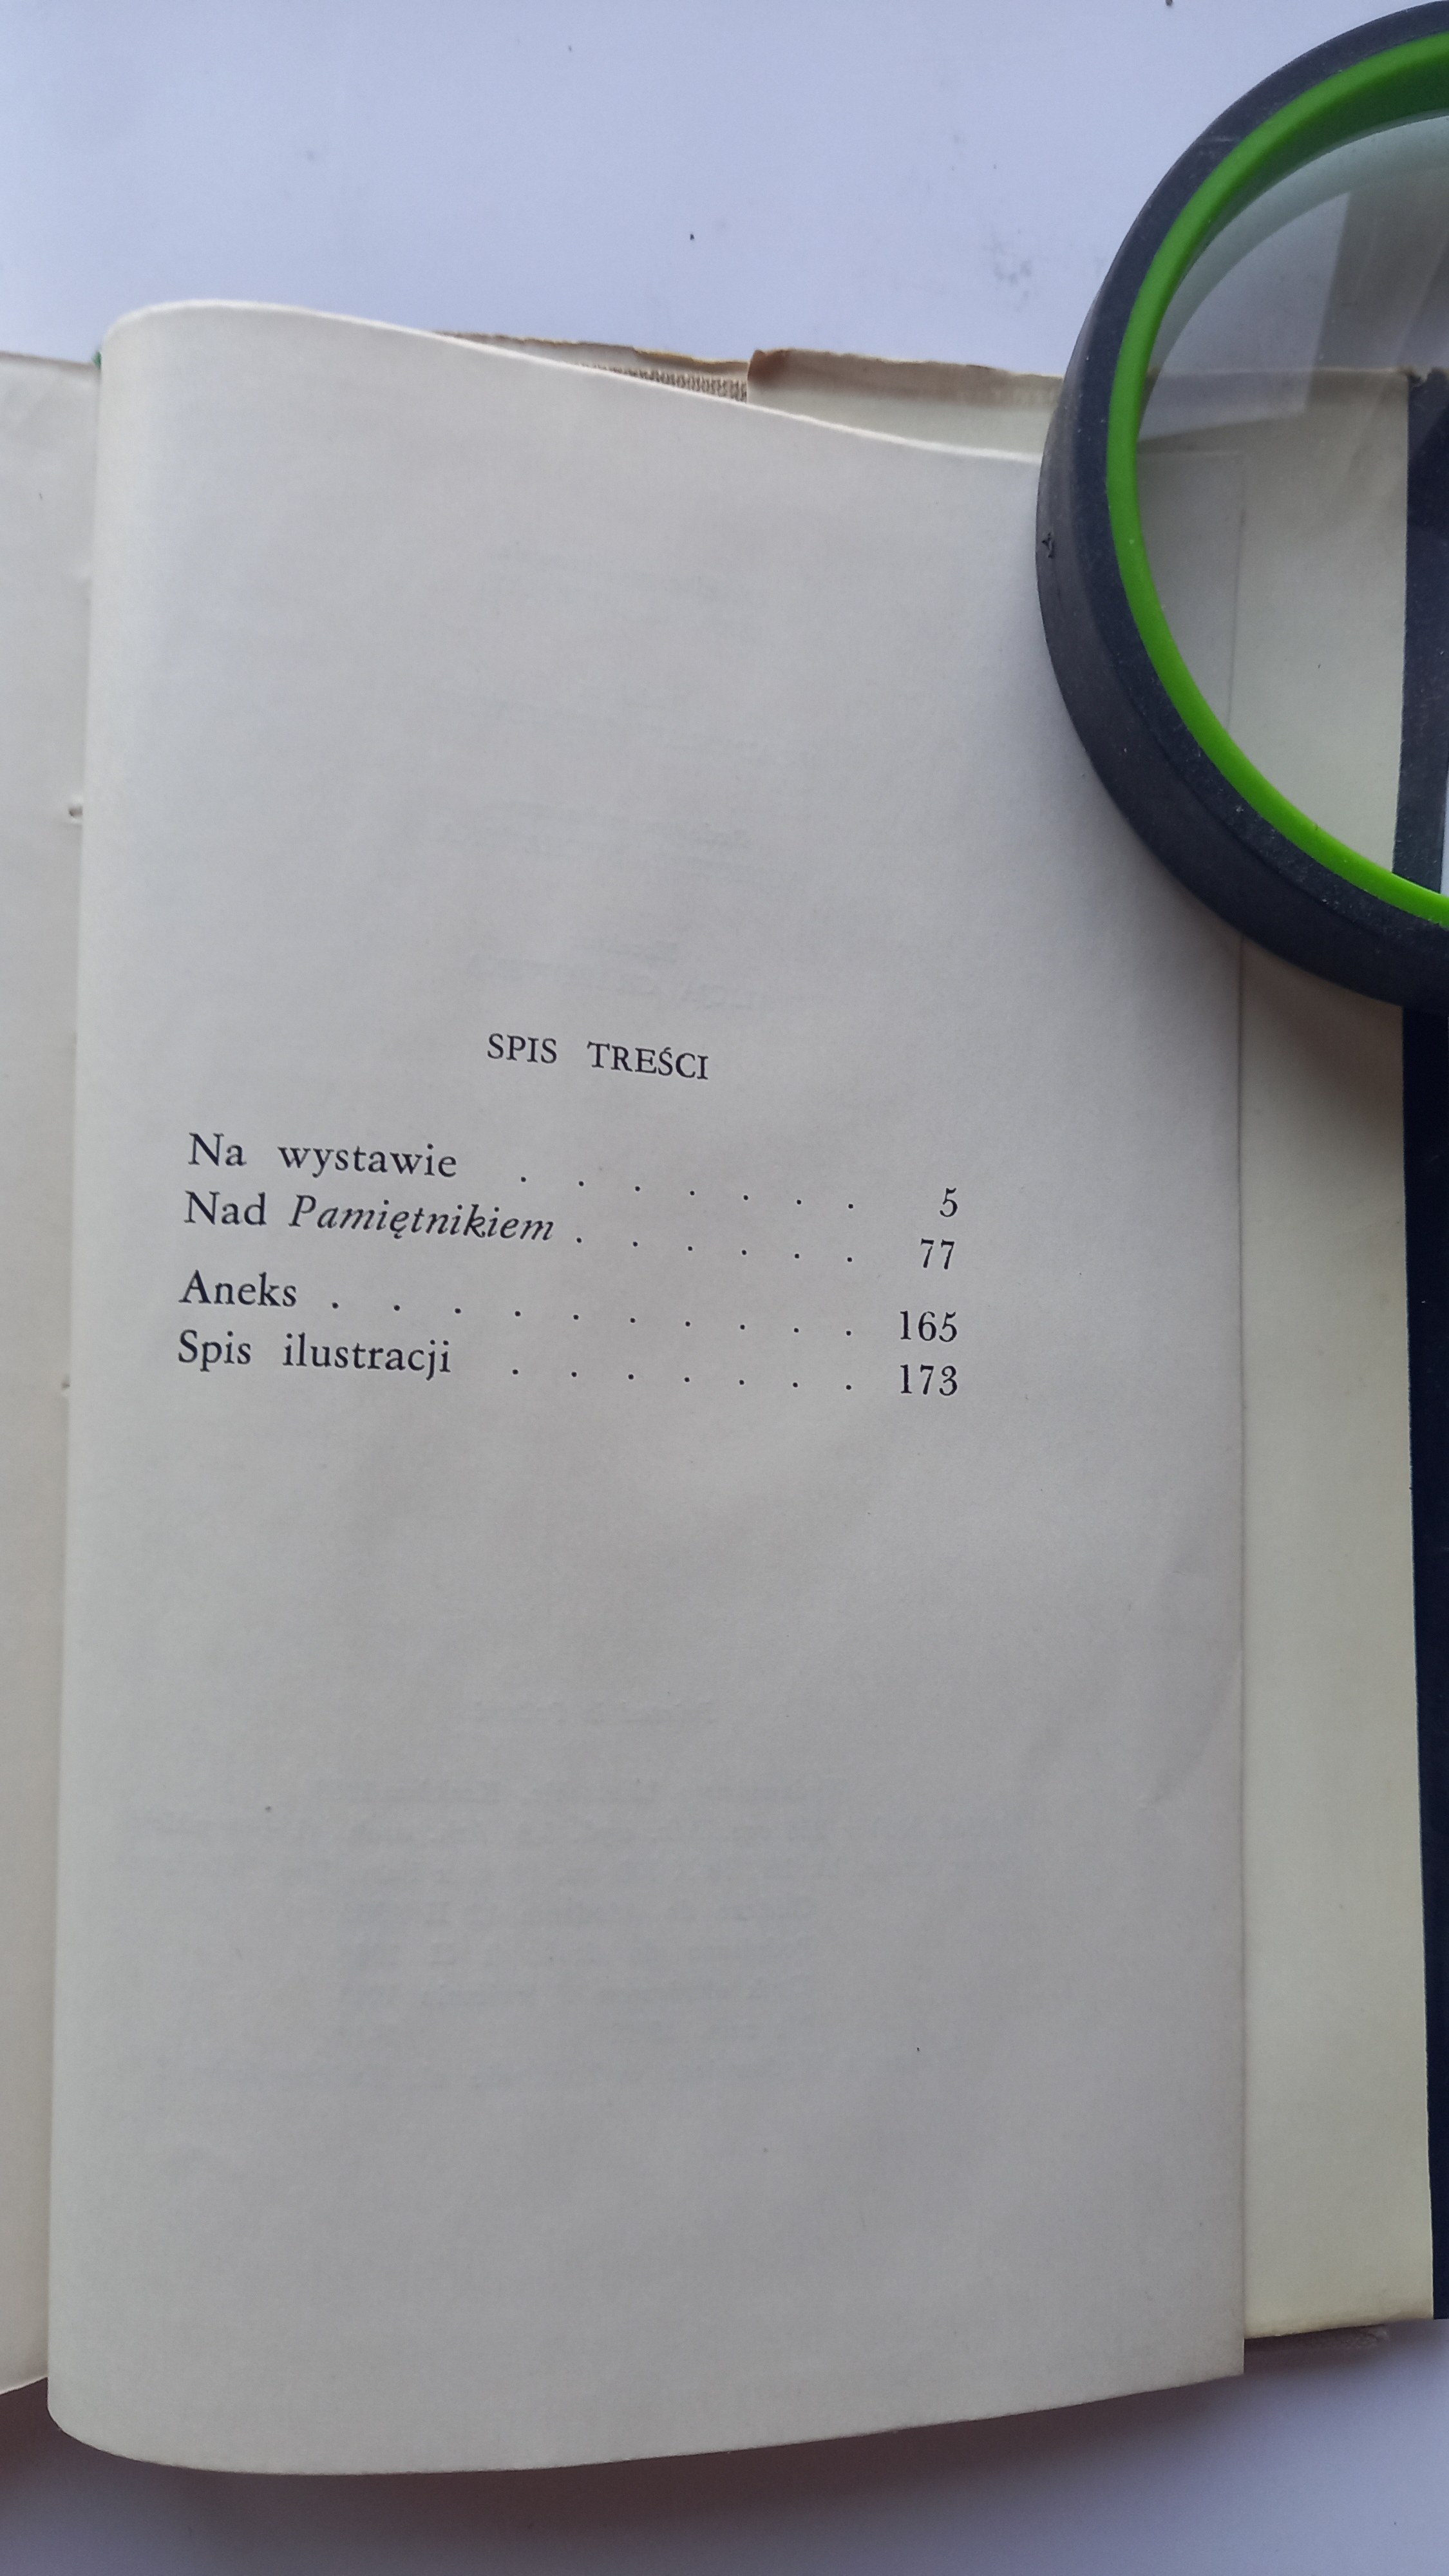 SPIS TREŚCI
Na wystawie . . . . . . . 5
Nad Pamiętnikiem . . . . . . 77
Aneks . . . . . . . . . . 165
Spis ilustracji . . . . . . . 173